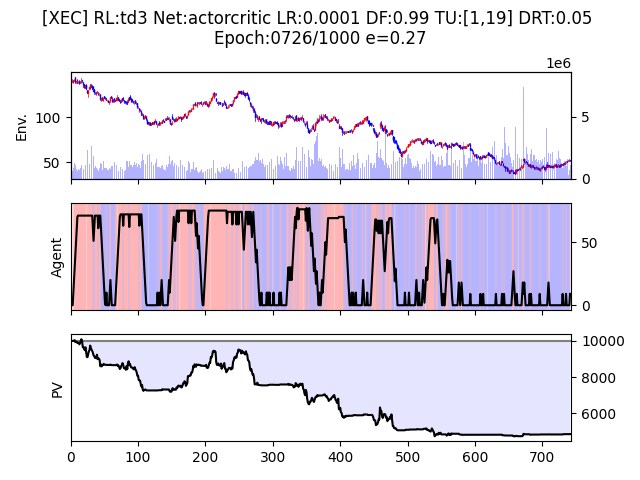 [XEC] RL:td3 Net:actorcritic LR:0.0001 DF:0.99 TU:[1,19] DRT:0.05
Epoch:0726/1000 e=0.27
1e6
Env.
100
50
5
0
Agent
50
0
PV
10000
8000
6000
0 100 200 300 400 500 600 700